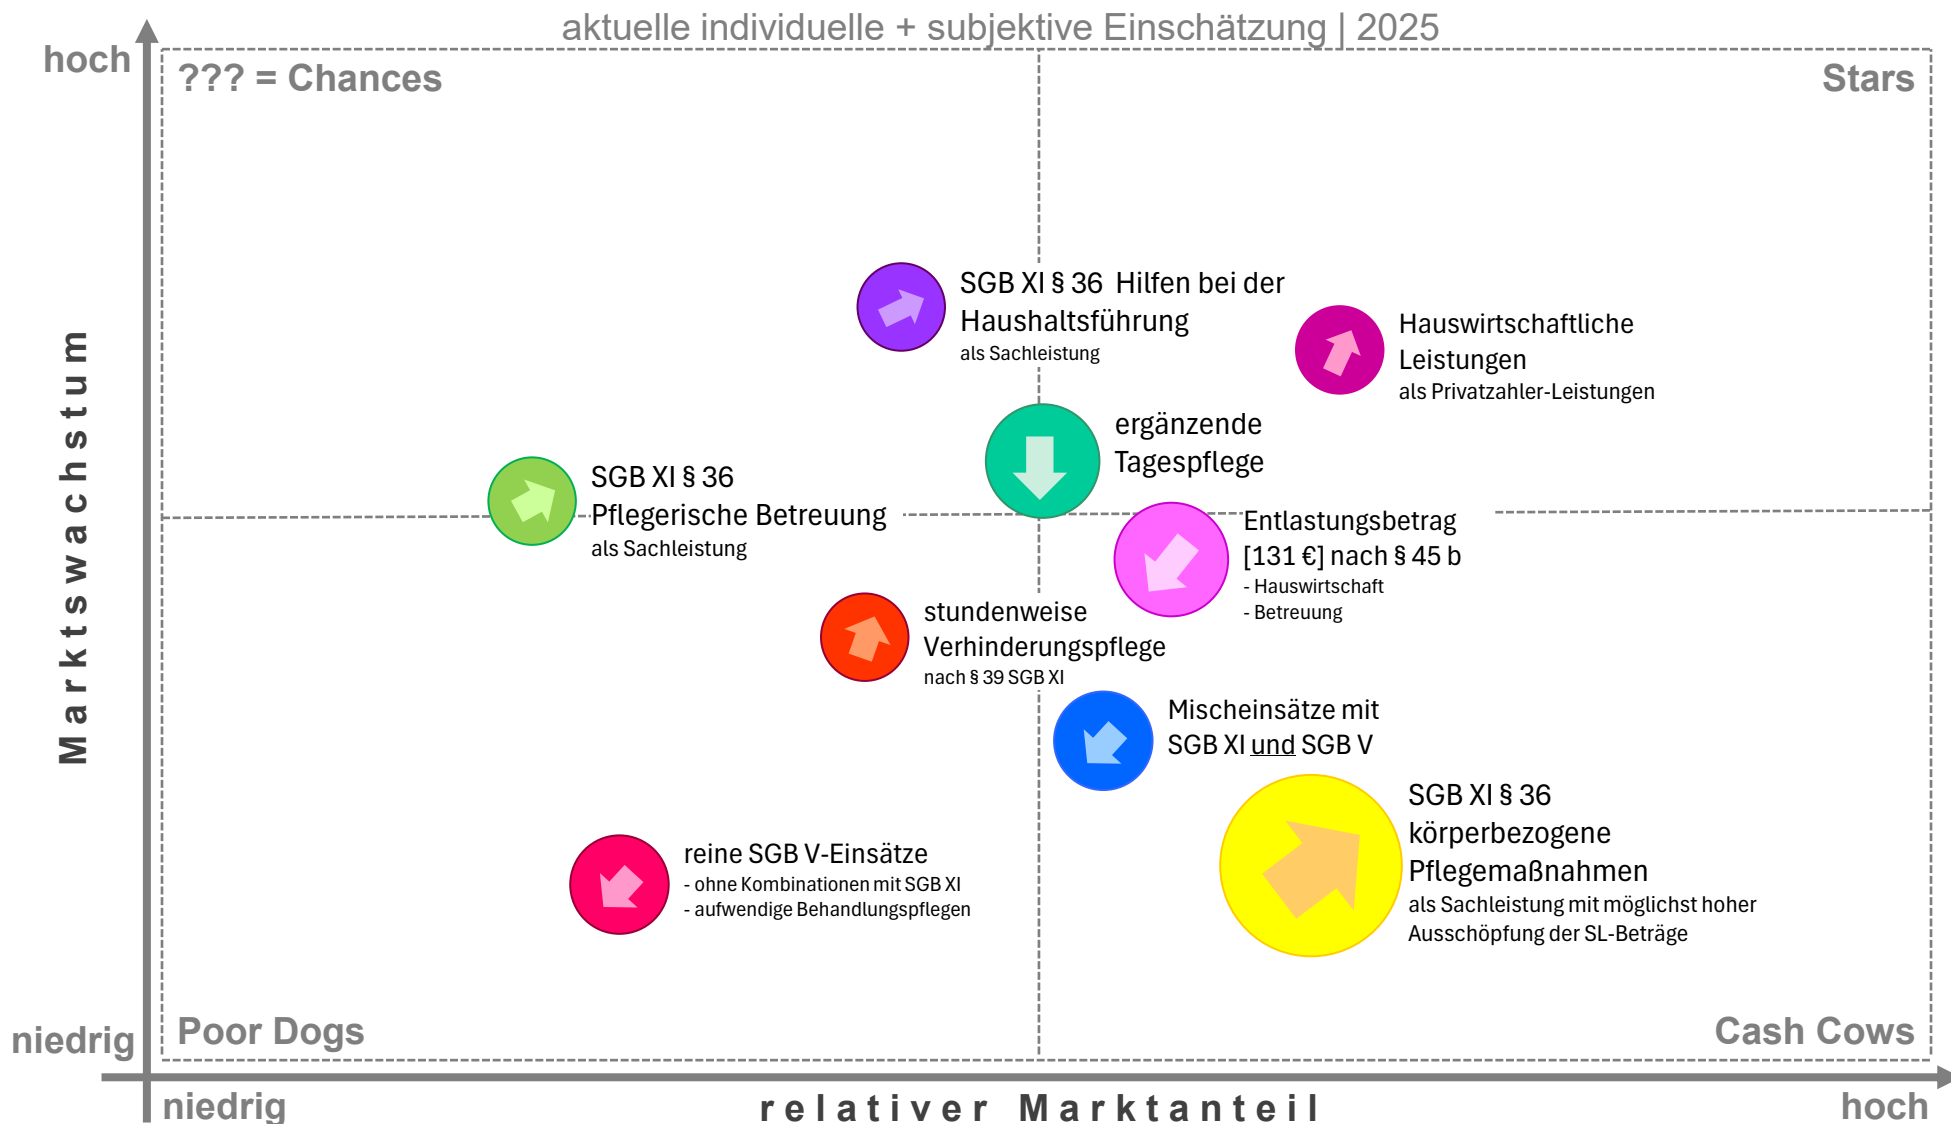 aktuelle individuelle + subjektive Einschätzung | 2025
hoch
??? = Chances
Stars
SGB XI § 36 Hilfen bei der
Haushaltsführung
als Sachleistung
Hauswirtschaftliche
Leistungen
als Privatzahler-Leistungen
ergänzende
Tagespflege
SGB XI § 36
Pflegerische Betreuung
als Sachleistung
Entlastungsbetrag
[131 €] nach § 45 b
- Hauswirtschaft
- Betreuung
stundenweise
Verhinderungspflege
nach § 39 SGB XI
Mischeinsätze mit
SGB XI und SGB V
SGB XI § 36
körperbezogene
Pflegemaßnahmen
als Sachleistung mit möglichst hoher
Ausschöpfung der SL-Beträge
reine SGB V-Einsätze
- ohne Kombinationen mit SGB XI
- aufwendige Behandlungspflegen
Marktswachstum
Poor Dogs
Cash Cows
niedrig
niedrig
relativer Marktanteil
hoch